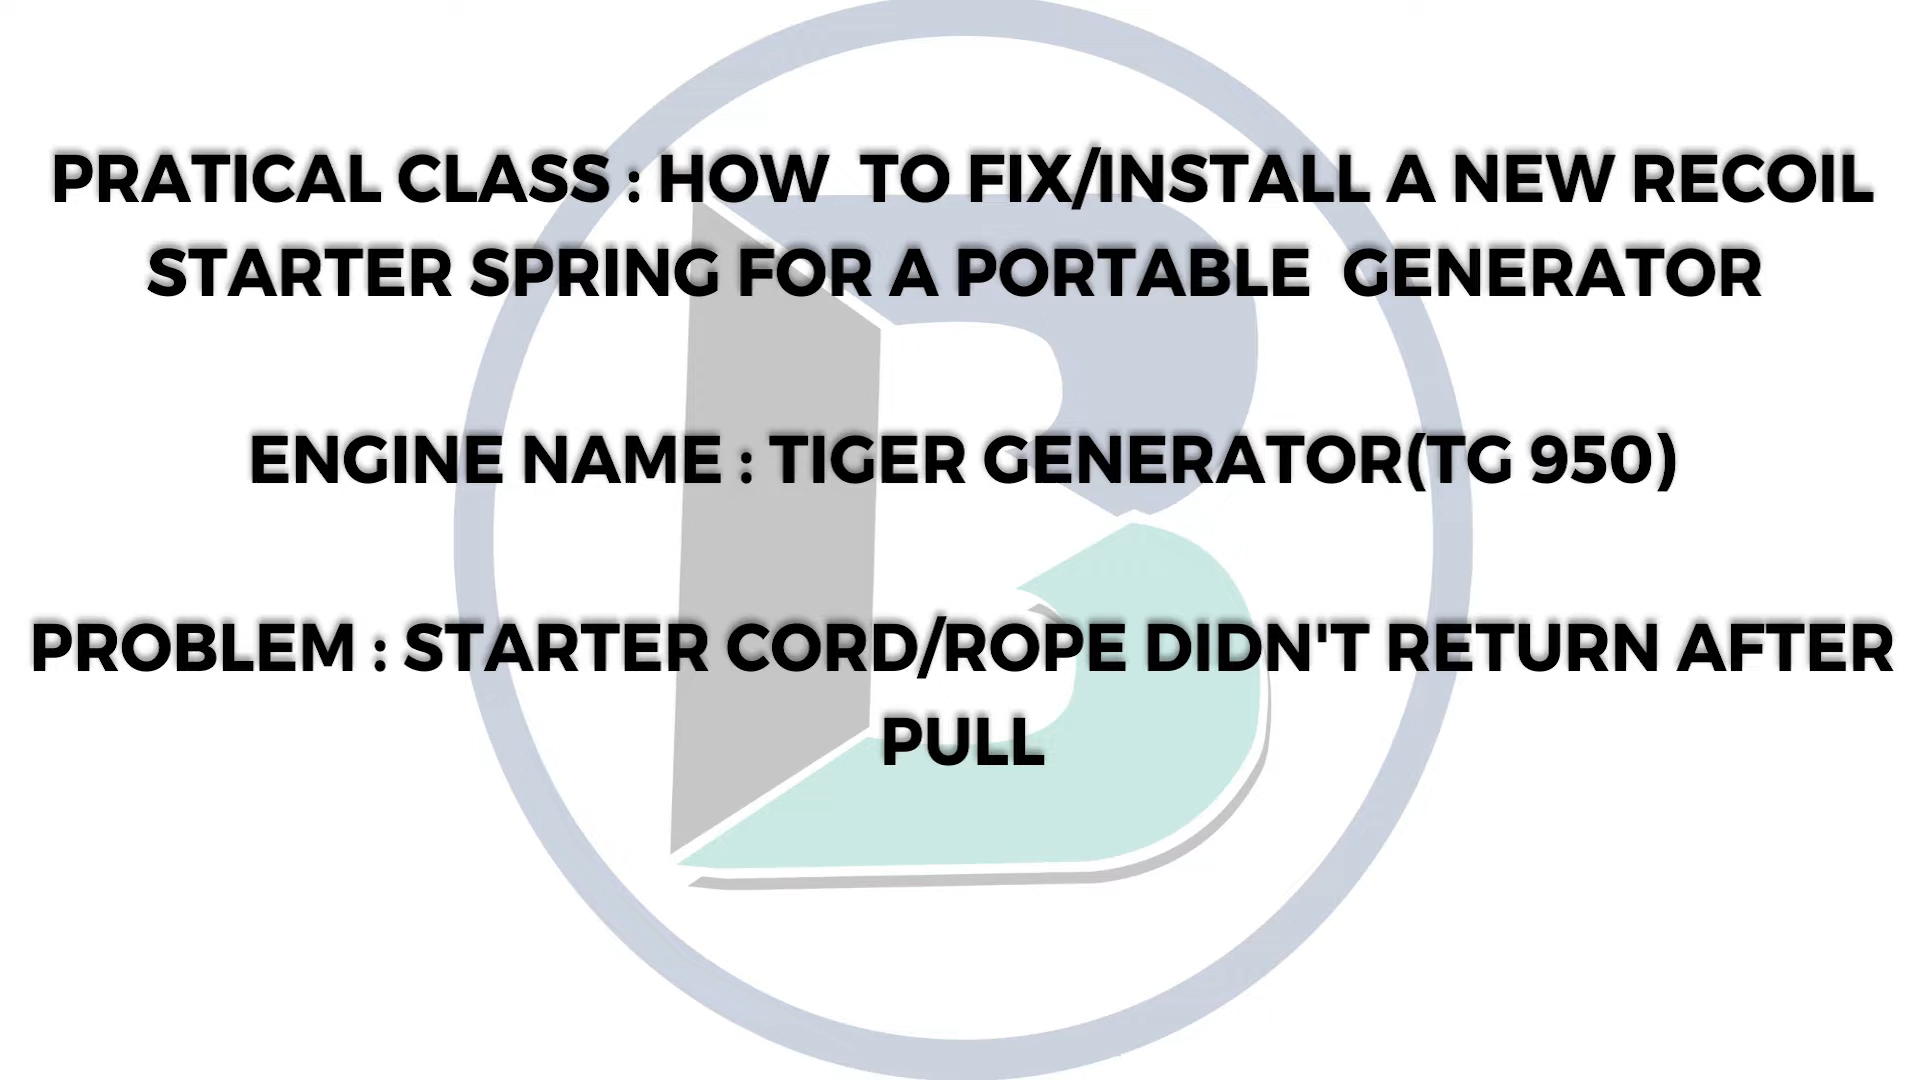 PRATICAL CLASS : HOW  TO FIX/INSTALL A NEW RECOIL
STARTER SPRING FOR A PORTABLE  GENERATOR
ENGINE NAME : TIGER GENERATOR(TG 950)
PROBLEM : STARTER CORD/ROPE DIDN'T RETURN AFTER
PULL